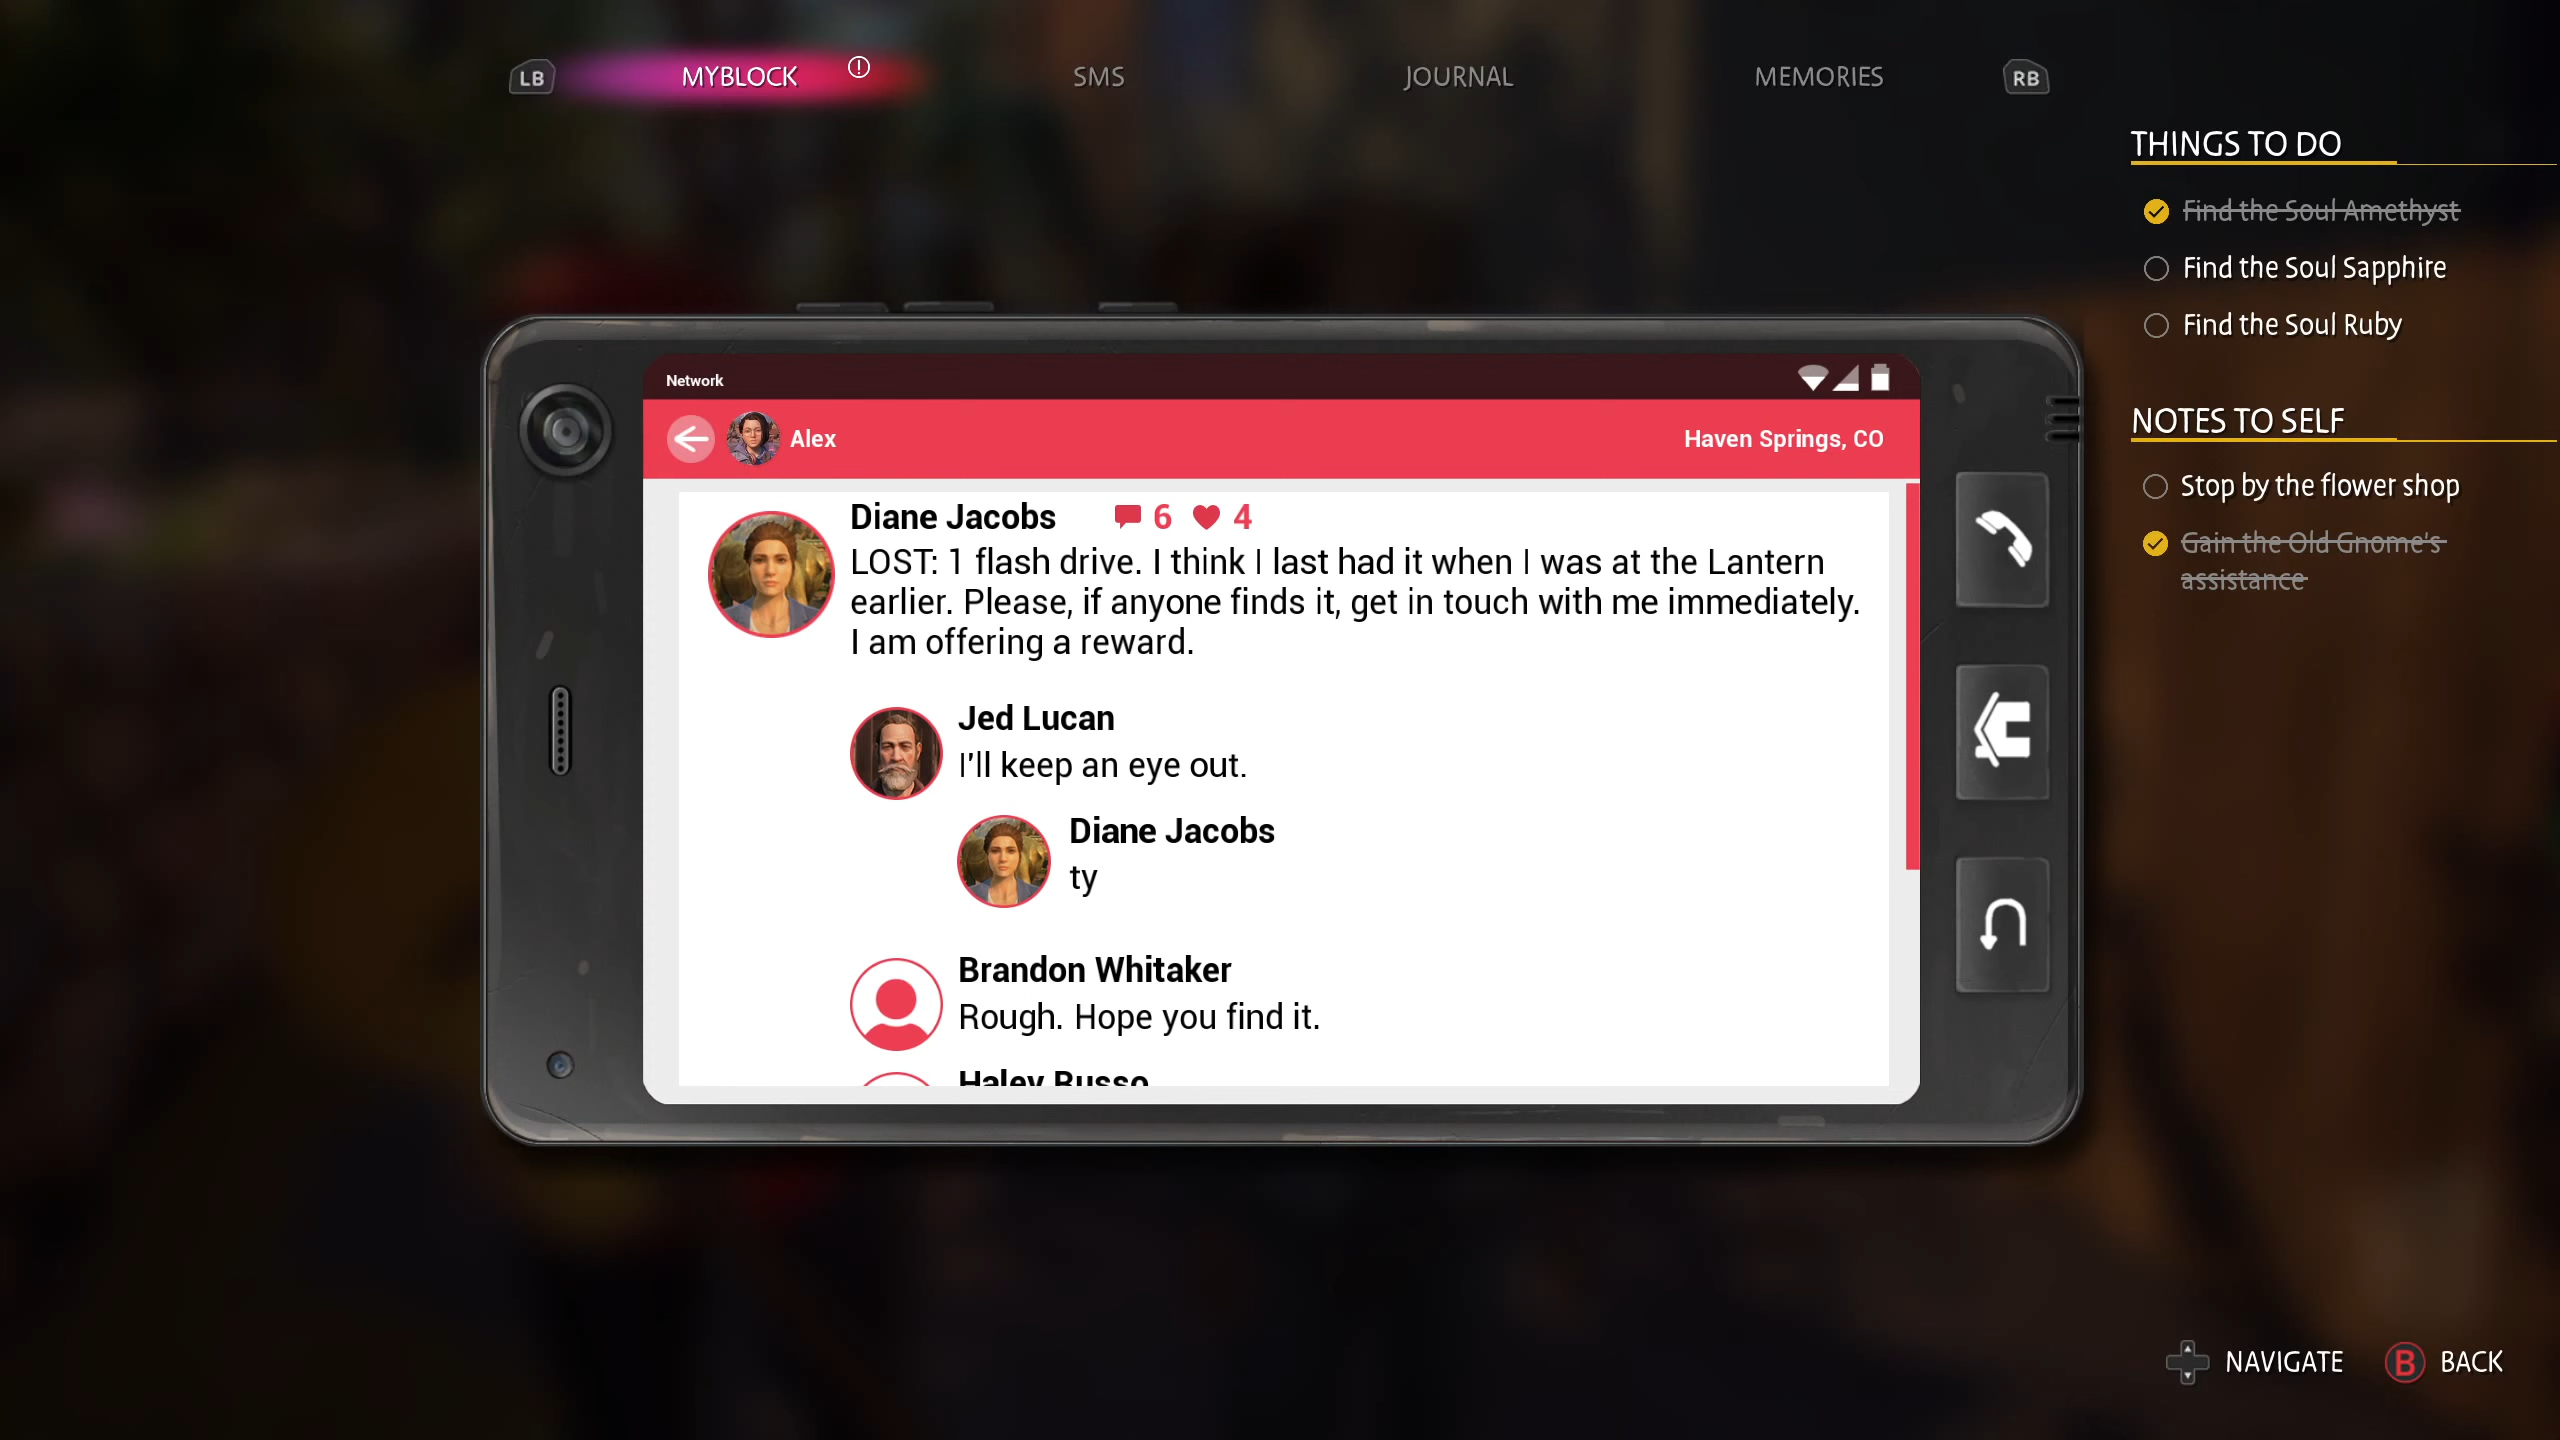 LB
MYBLOCK
SMS
JOURNAL
MEMORIES
RB
THINGS TO DO
Find the Soul Amethyst
Find the Soul Sapphire
Find the Soul Ruby
NOTES TO SELF
Stop by the flower shop
Gain the Old Gnome's
assistance
Network
Alex
Haven Springs, CO
Diane Jacobs 6 4
LOST: 1 flash drive. I think I last had it when I was at the Lantern
earlier. Please, if anyone finds it, get in touch with me immediately.
I am offering a reward.
Jed Lucan
I'll keep an eye out.
Diane Jacobs
ty
Brandon Whitaker
Rough. Hope you find it.
Haley Russo
NAVIGATE
B BACK